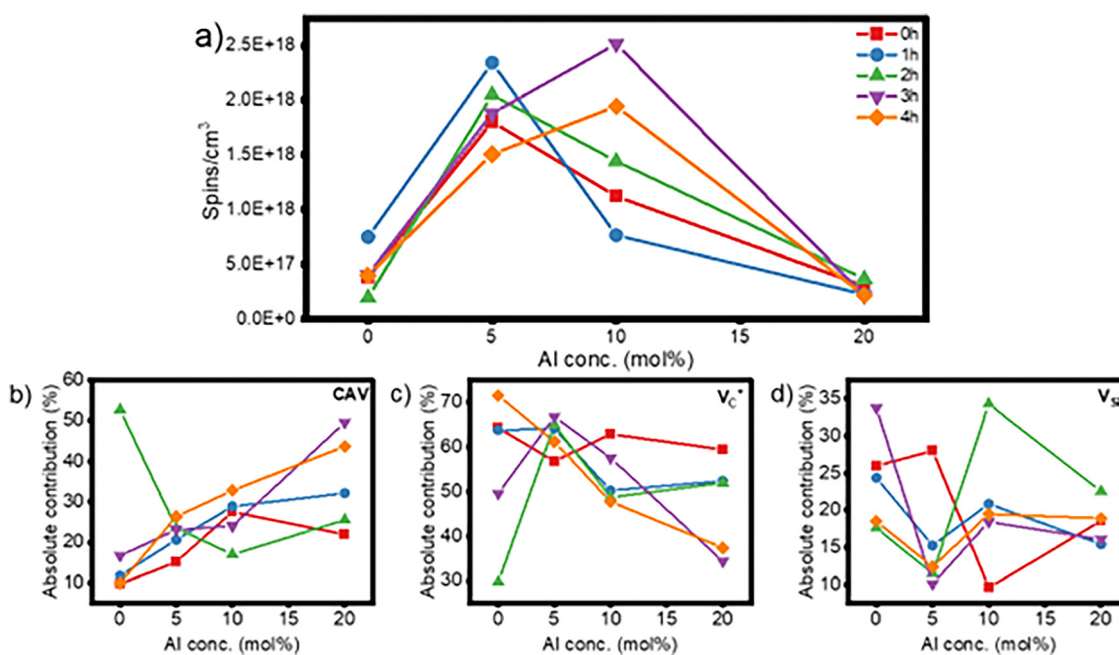 a)
2.5E+18
2.0E+18
1.5E+18
1.0E+18
5.0E+17
0.0E+0
Spins/cm³
0 5 10 15 20
Al conc. (mol%)
0h
1h
2h
3h
4h
b)
CAV
60
50
40
30
20
10
Absolute contribution (%)
0 5 10 15 20
Al conc. (mol%)
c)
70
60
50
40
30
Absolute contribution (%)
0 5 10 15 20
Al conc. (mol%)
d)
35
30
25
20
15
10
Absolute contribution (%)
0 5 10 15 20
Al conc. (mol%)